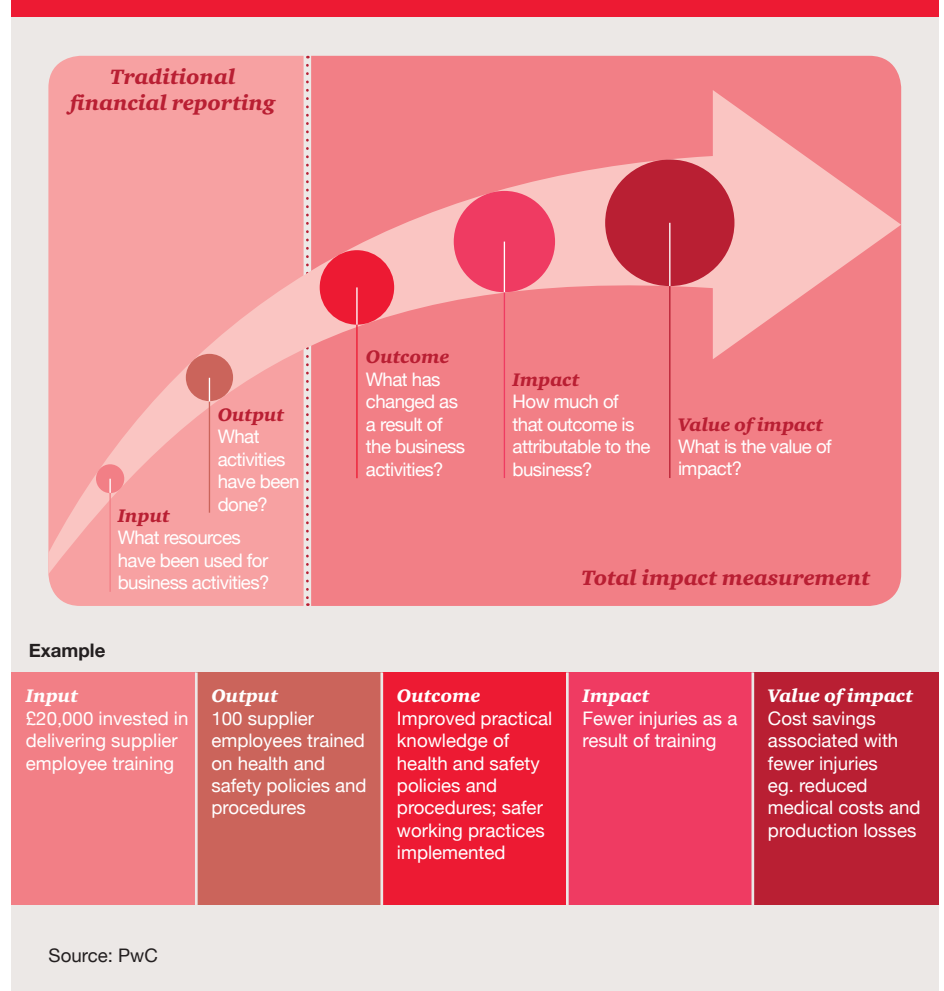 Traditional
financial reporting
Input
What resources
have been used for
business activities?
Output
What
activities
have been
done?
Outcome
What has
changed as
a result of
the business
activities?
Impact
How much of
that outcome is
attributable to the
business?
Value of impact
What is the value of
impact?
Total impact measurement
Example
Input
£20,000 invested in
delivering supplier
employee training
Output
100 supplier
employees trained
on health and
safety policies and
procedures
Outcome
Improved practical
knowledge of
health and safety
policies and
procedures; safer
working practices
implemented
Impact
Fewer injuries as a
result of training
Value of impact
Cost savings
associated with
fewer injuries
eg. reduced
medical costs and
production losses
Source: PwC